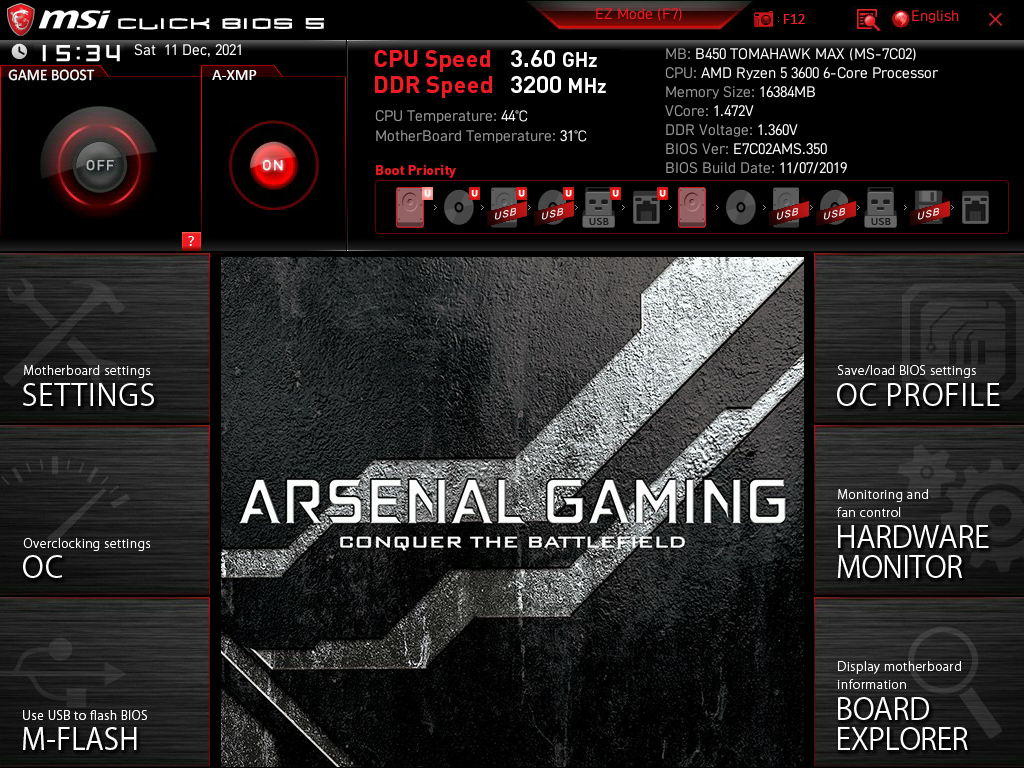 msi CLICK BIOS 5
EZ Mode (F7)
: F12
English
15:34 Sat 11 Dec, 2021
GAME BOOST
OFF
?
A-XMP
ON
CPU Speed 3.60 GHz
DDR Speed 3200 MHz
CPU Temperature: 44°C
MotherBoard Temperature: 31°C
MB: B450 TOMAHAWK MAX (MS-7C02)
CPU: AMD Ryzen 5 3600 6-Core Processor
Memory Size: 16384MB
VCore: 1.472V
DDR Voltage: 1.360V
BIOS Ver: E7C02AMS.350
BIOS Build Date: 11/07/2019
Boot Priority
U U U U U U
USB USB USB USB USB USB USB
Motherboard settings
SETTINGS
Overclocking settings
OC
Use USB to flash BIOS
M-FLASH
ARSENAL GAMING
CONQUER THE BATTLEFIELD
Save/load BIOS settings
OC PROFILE
Monitoring and
fan control
HARDWARE
MONITOR
Display motherboard
information
BOARD
EXPLORER